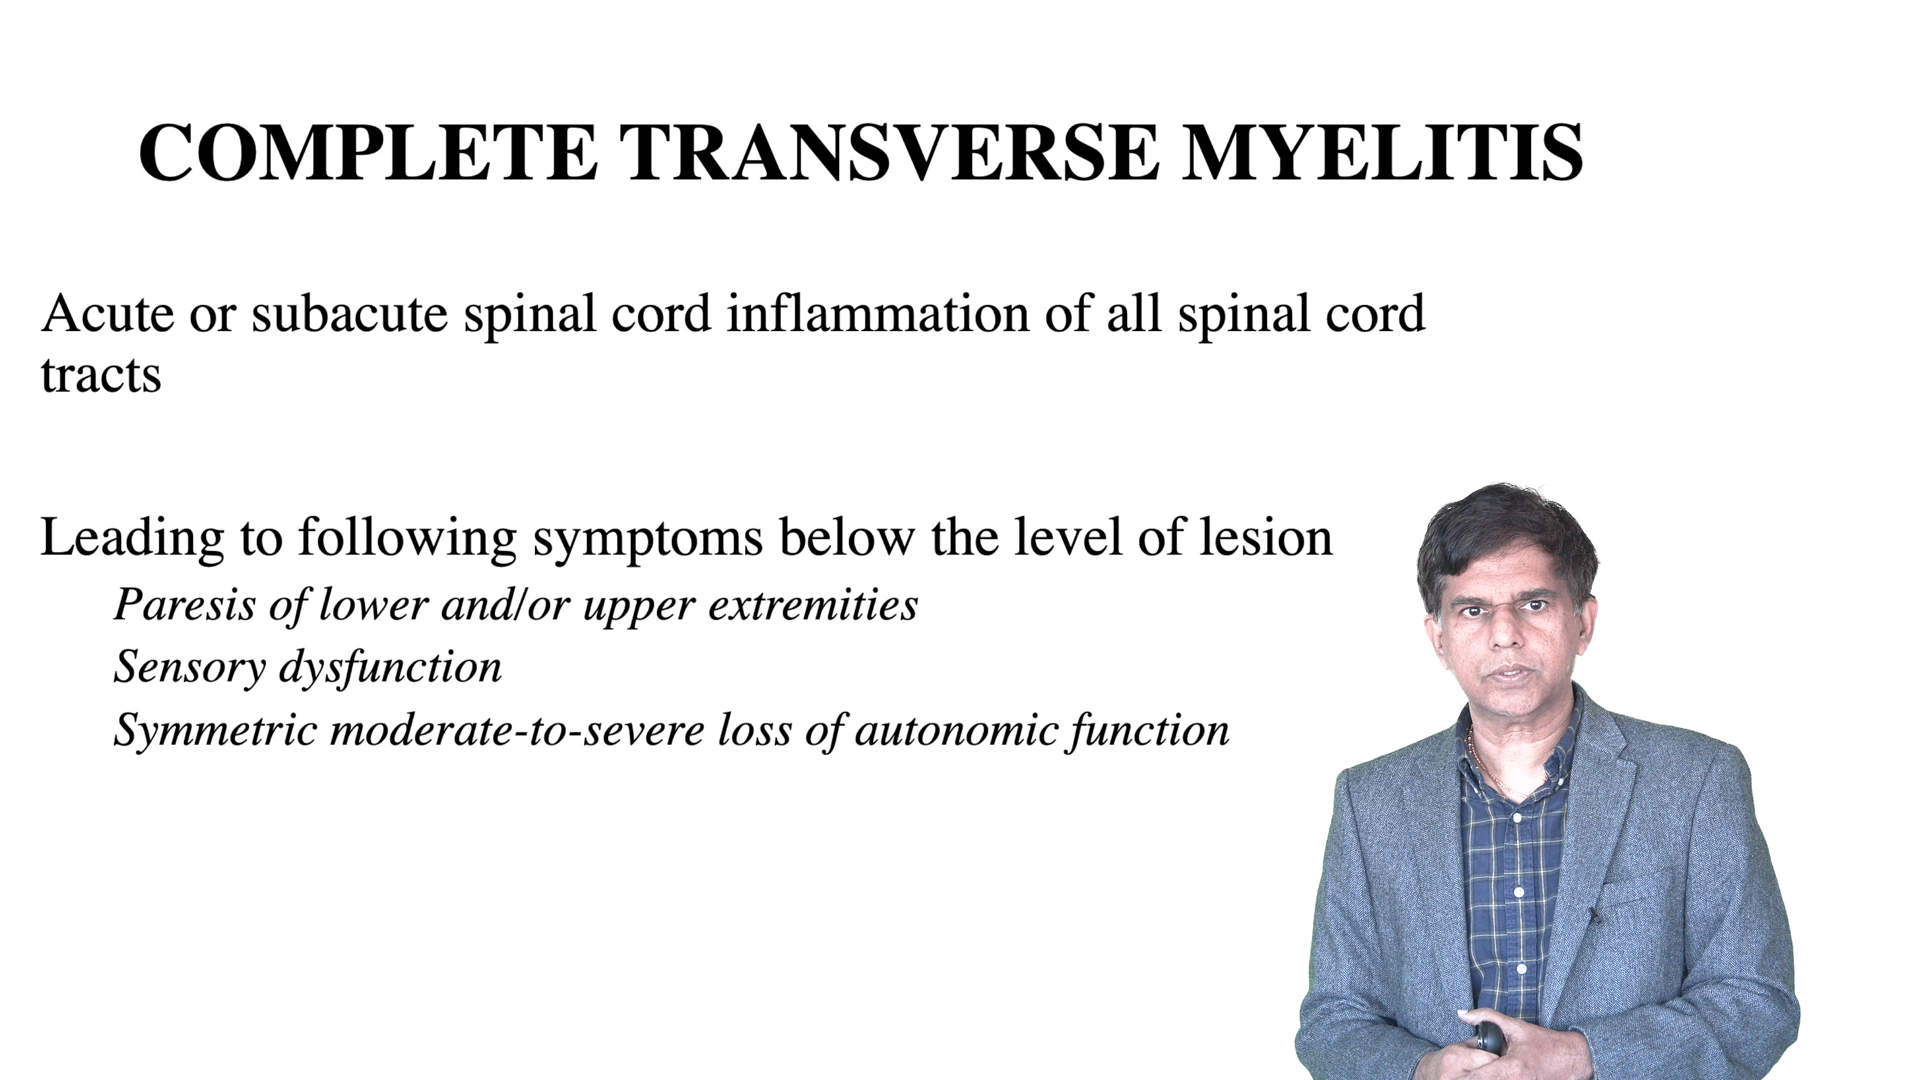 COMPLETE TRANSVERSE MYELITIS
Acute or subacute spinal cord inflammation of all spinal cord
tracts
Leading to following symptoms below the level of lesion
Paresis of lower and/or upper extremities
Sensory dysfunction
Symmetric moderate-to-severe loss of autonomic function